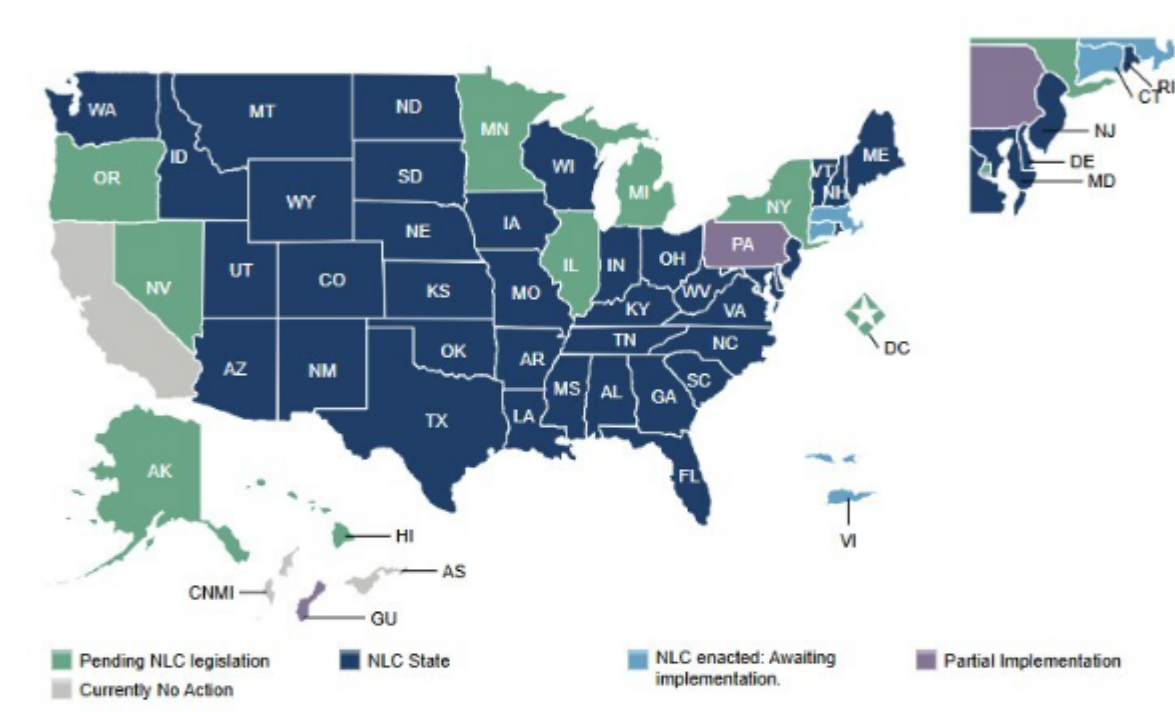 WA
MT
ND
MN
ID
OR
SD
WI
MI
VT
NH
ME
WY
NY
NE
IA
PA
NV
UT
CO
KS
MO
IL
IN
OH
WV
VA
KY
AZ
NM
OK
AR
TN
NC
SC
TX
LA
MS
AL
GA
FL
RI
CT
NJ
DE
MD
DC
VI
AK
HI
CNMI
AS
GU
Pending NLC legislation
Currently No Action
NLC State
NLC enacted: Awaiting
implementation.
Partial Implementation